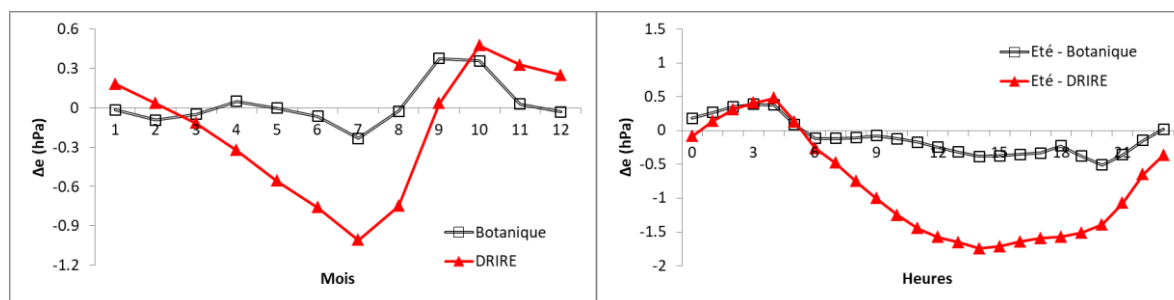 0.6
0.3
0
-0.3
-0.6
-0.9
-1.2
Δe (hPa)
1 2 3 4 5 6 7 8 9 10 11 12
Botanique
DRIRE
Mois
1.5
1
0.5
0
-0.5
-1
-1.5
-2
Δe (hPa)
0 3 6 9 12 15 18 21
Eté - Botanique
Eté - DRIRE
Heures